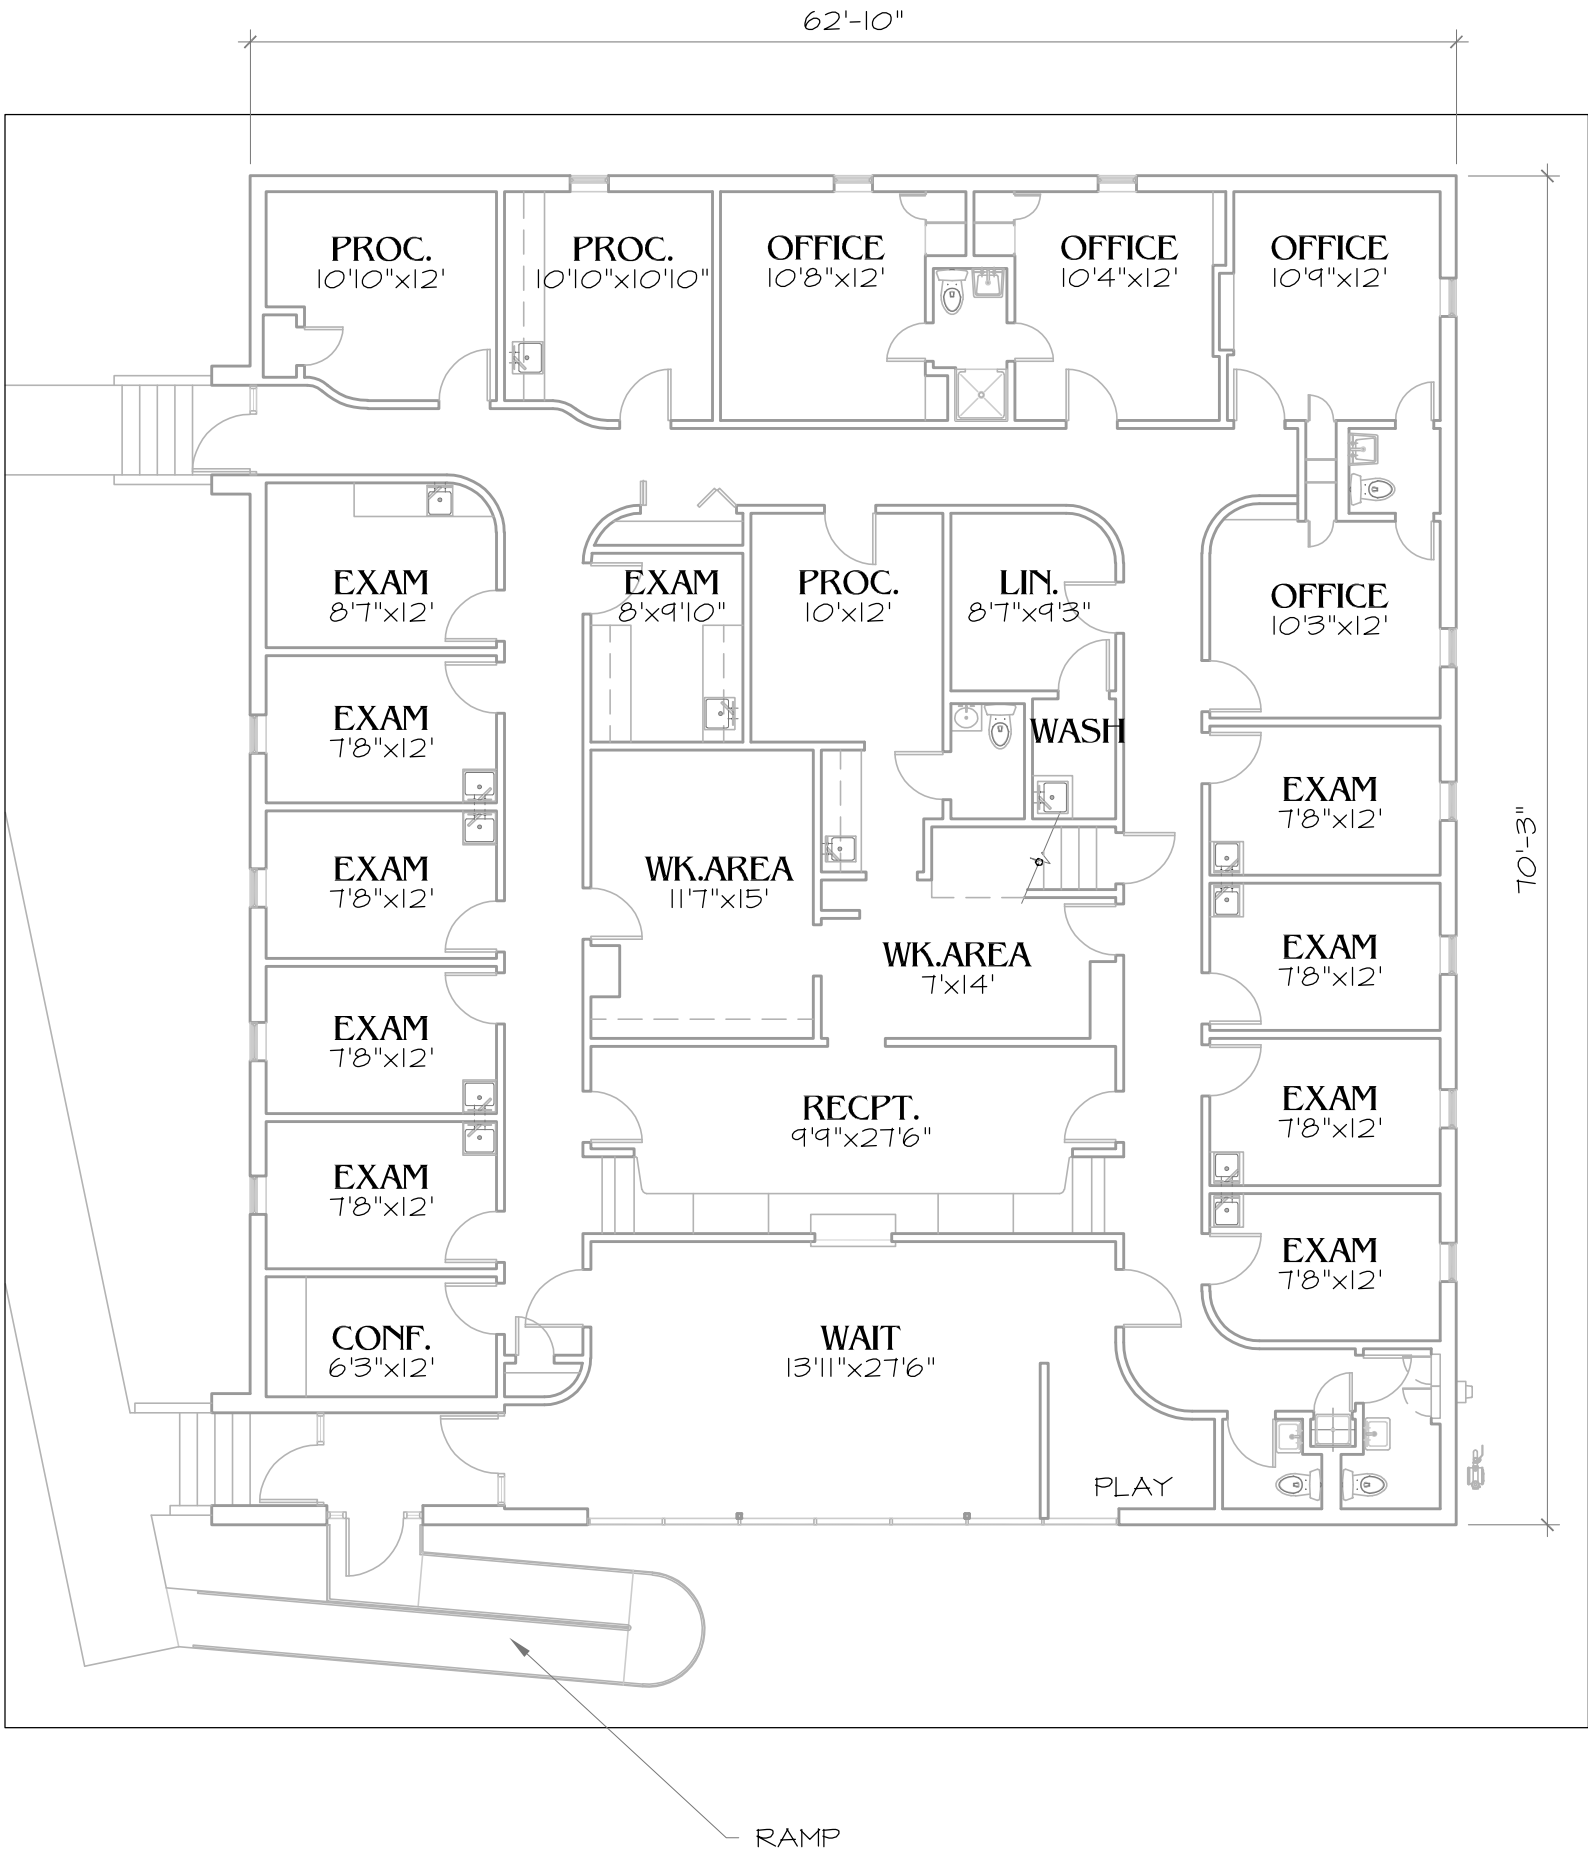 62'-10"
PROC.
10'10"x12'
PROC.
10'10"x10'10"
OFFICE
10'8"x12'
OFFICE
10'4"x12'
OFFICE
10'9"x12'
EXAM
8'7"x12'
EXAM
8'x9'10"
PROC.
10'x12'
LIN.
8'7"x9'3"
OFFICE
10'3"x12'
EXAM
7'8"x12'
WASH
EXAM
7'8"x12'
EXAM
7'8"x12'
WK.AREA
11'7"x15'
70'-3"
WK.AREA
7'x14'
EXAM
7'8"x12'
EXAM
7'8"x12'
RECPT.
9'9"x27'6"
EXAM
7'8"x12'
EXAM
7'8"x12'
EXAM
7'8"x12'
CONF.
6'3"x12'
WAIT
13'11"x27'6"
PLAY
RAMP